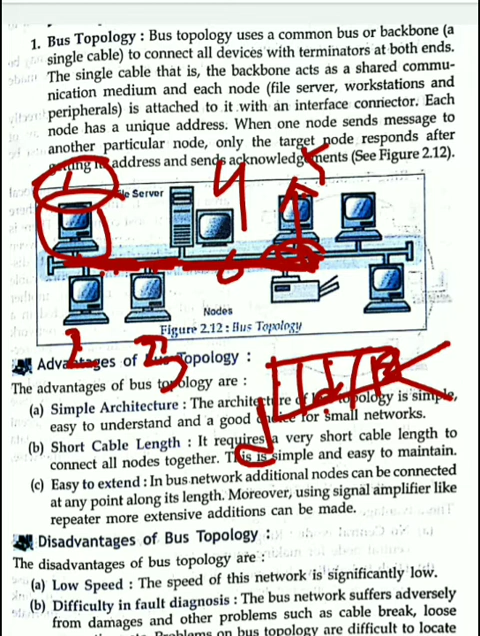 1. Bus Topology : Bus topology uses a common bus or backbone (a
single cable) to connect all devices with terminators at both ends.
The single cable that is, the backbone acts as a shared commu-
nication medium and each node (file server, workstations and
peripherals) is attached to it with an interface connector. Each
node has a unique address. When one node sends message to
another particular node, only the target node responds after
address and sends acknowledgements (See Figure 2.12).
1
File Server
4
5
6
Nodes
2
3
Figure 2.12 : Bus Topology
Advantages of Bus Topology :
The advantages of bus topology are :
(a) Simple Architecture : The architecture of bus topology is simple,
easy to understand and a good choice for small networks.
(b) Short Cable Length : It requires a very short cable length to
connect all nodes together. This is simple and easy to maintain.
(c) Easy to extend : In bus network additional nodes can be connected
at any point along its length. Moreover, using signal amplifier like
repeater more extensive additions can be made.
Disadvantages of Bus Topology :
The disadvantages of bus topology are :
(a) Low Speed : The speed of this network is significantly low.
(b) Difficulty in fault diagnosis : The bus network suffers adversely
from damages and other problems such as cable break, loose
Problems on bus topology are difficult to locate